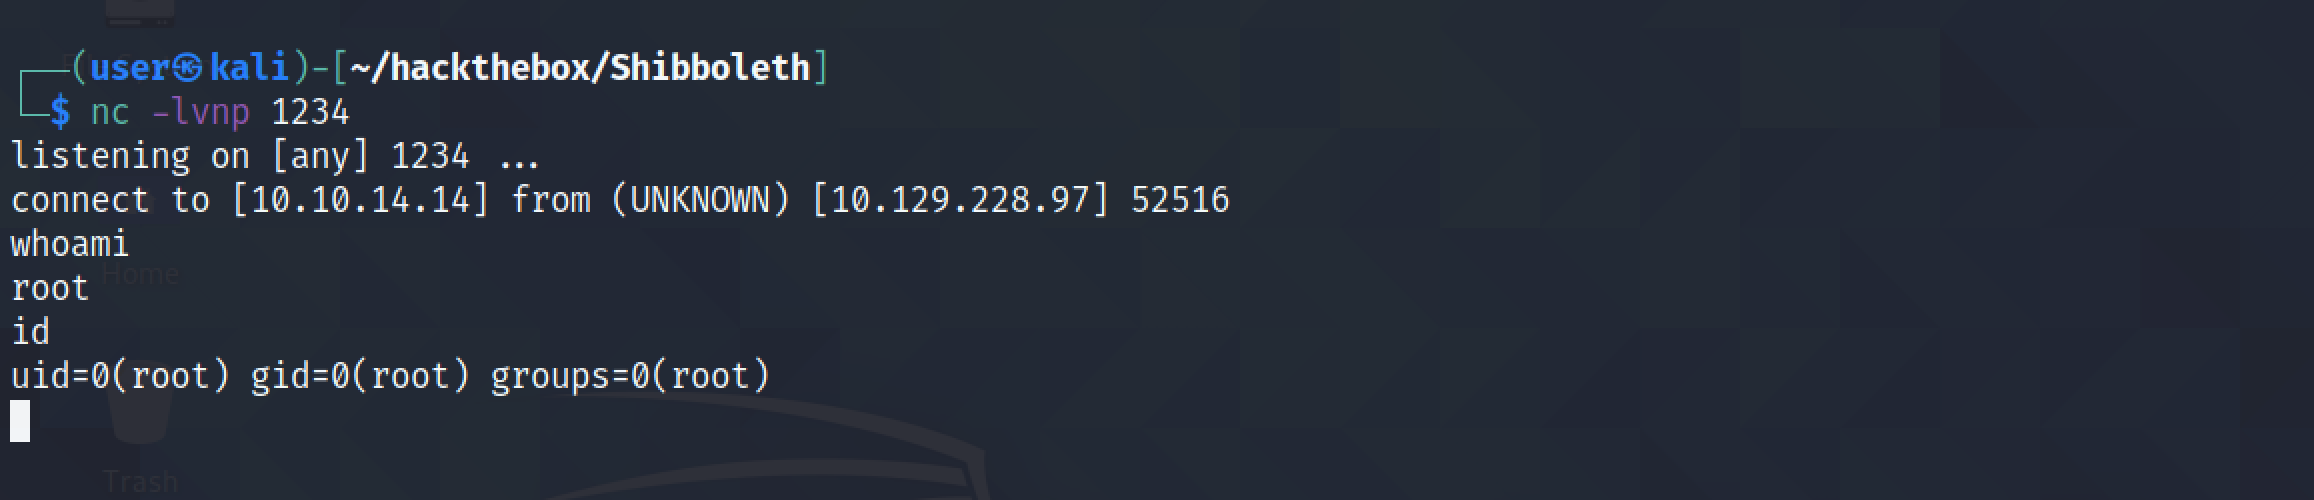 ┌──(user㉿kali)-[~/hackthebox/Shibboleth]
└─$ nc -lvnp 1234
listening on [any] 1234 ...
connect to [10.10.14.14] from (UNKNOWN) [10.129.228.97] 52516
whoami
Home
root
id
uid=0(root) gid=0(root) groups=0(root)
Trash